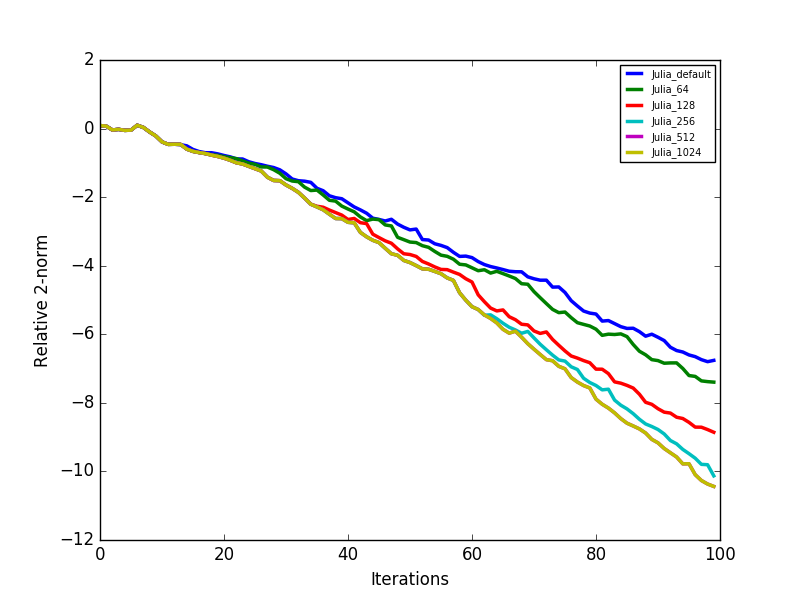 2
0
−2
−4
−6
−8
−10
−12
0 20 40 60 80 100
Relative 2-norm
Iterations
Julia_default
Julia_64
Julia_128
Julia_256
Julia_512
Julia_1024